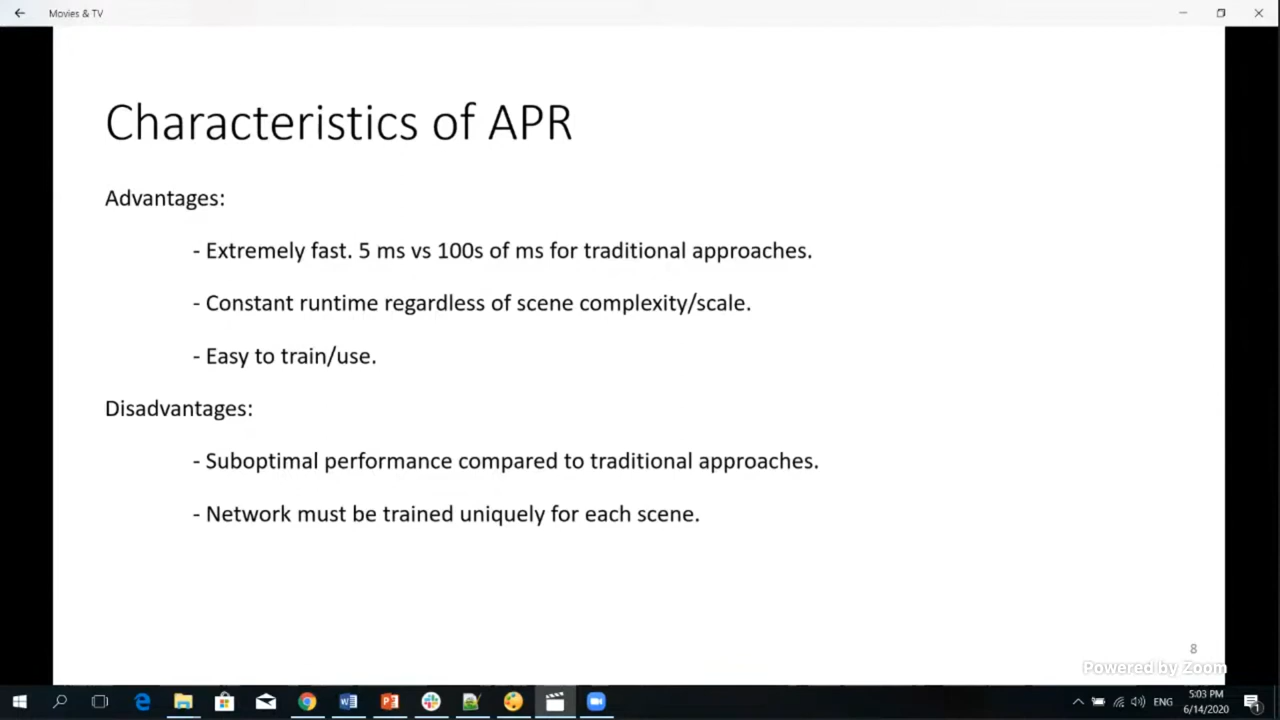 Movies & TV
Characteristics of APR
Advantages:
- Extremely fast. 5 ms vs 100s of ms for traditional approaches.
- Constant runtime regardless of scene complexity/scale.
- Easy to train/use.
Disadvantages:
- Suboptimal performance compared to traditional approaches.
- Network must be trained uniquely for each scene.
8
Powered by Zoom
ENG
5:03 PM
6/14/2020
1